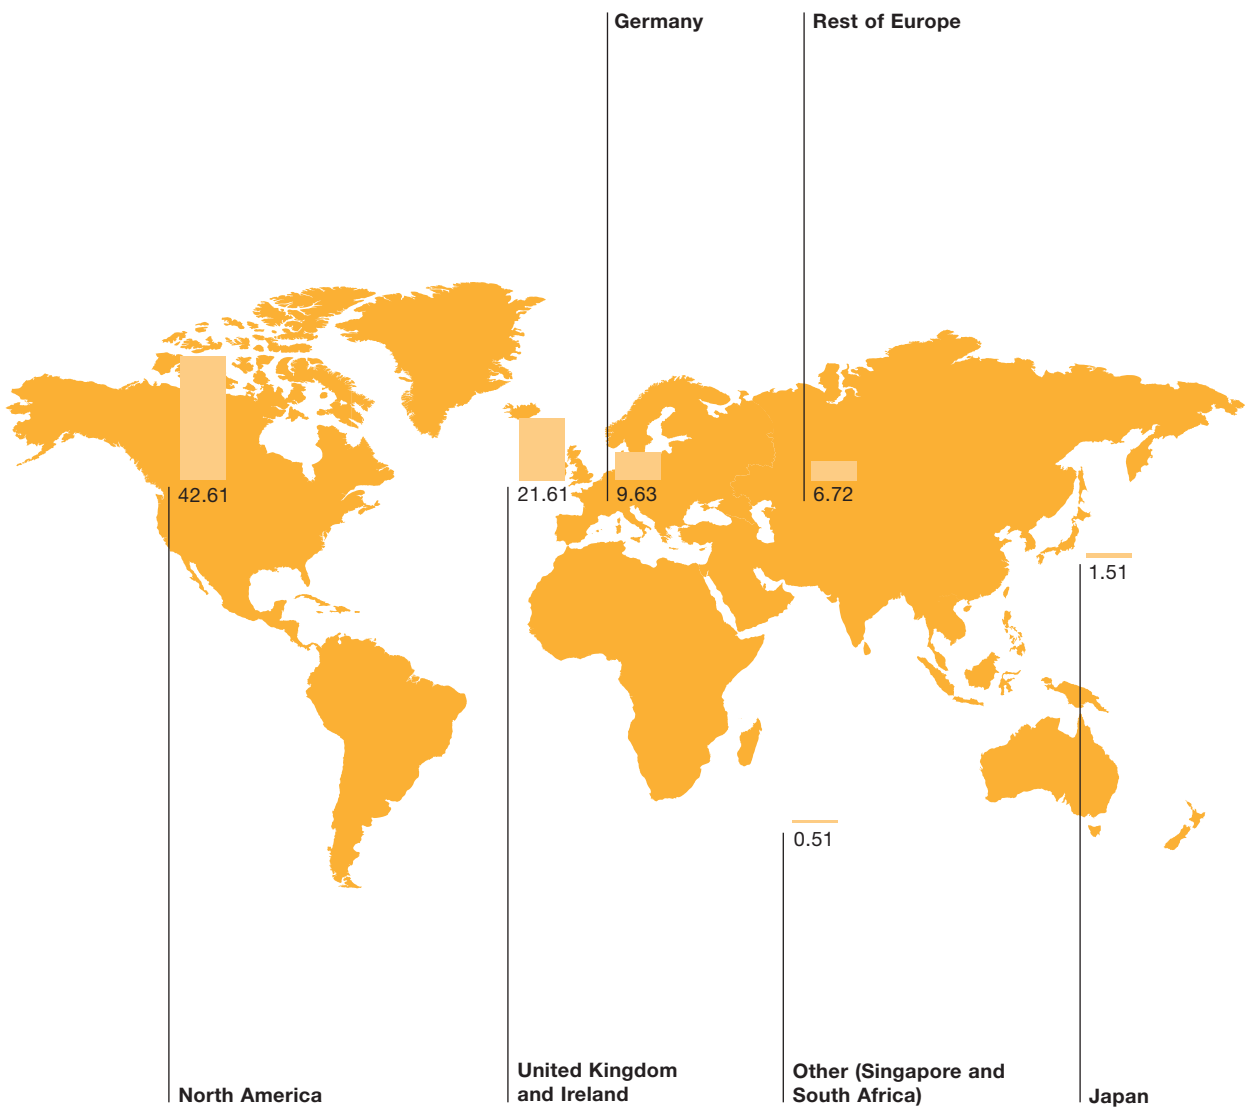 Germany
Rest of Europe
42.61
21.61
9.63
6.72
1.51
0.51
North America
United Kingdom
and Ireland
Other (Singapore and
South Africa)
Japan